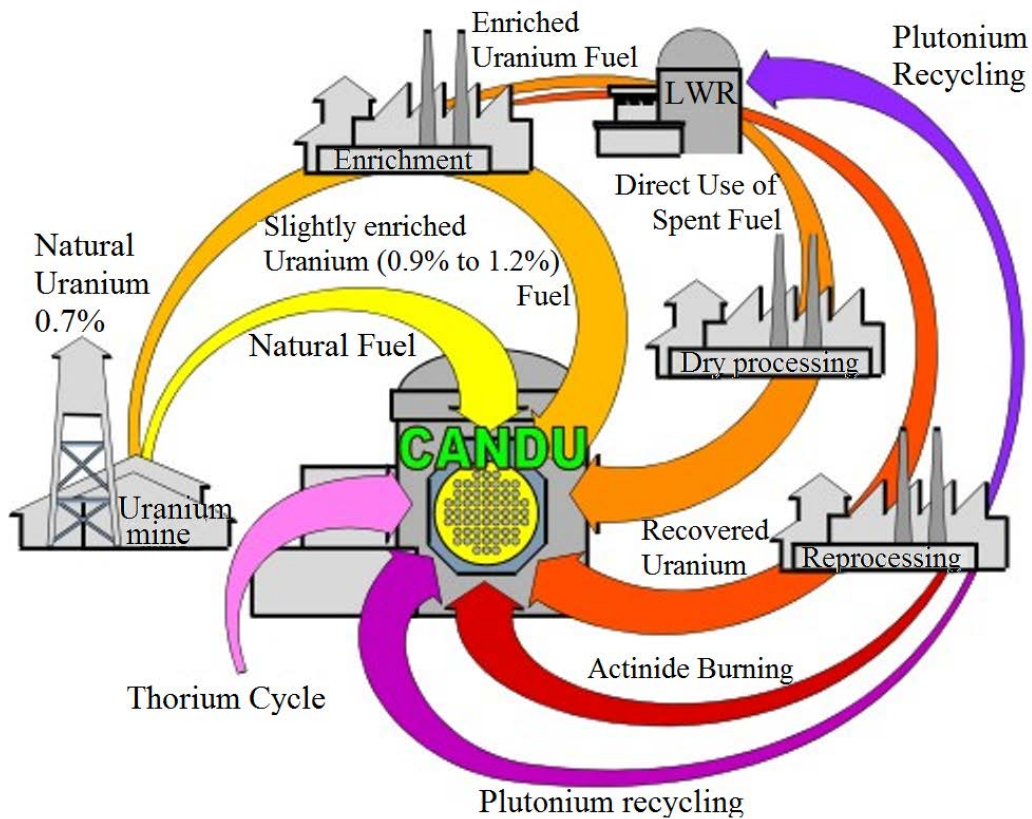 Enriched
Uranium Fuel
Plutonium
Recycling
LWR
Enrichment
Direct Use of
Spent Fuel
Natural
Uranium
0.7%
Slightly enriched
Uranium (0.9% to 1.2%)
Fuel
Natural Fuel
Dry processing
CANDU
Uranium
mine
Recovered
Uranium
Reprocessing
Actinide Burning
Thorium Cycle
Plutonium recycling